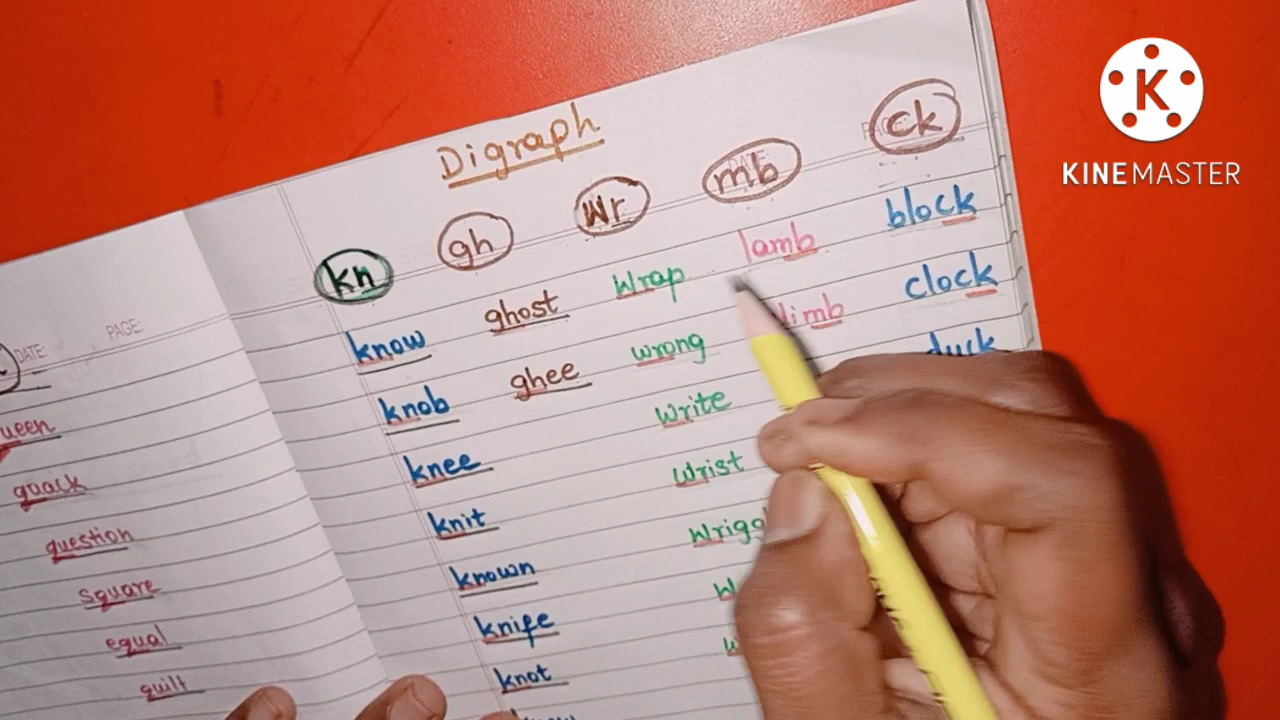 Digraph
kn gh wr mb ck
know ghost wrap lamb block
knob ghee wrong clock
knee write duck
knit wrist
known
knife
knot
DATE: PAGE:
quack
question
square
equal
quilt
KINEMASTER